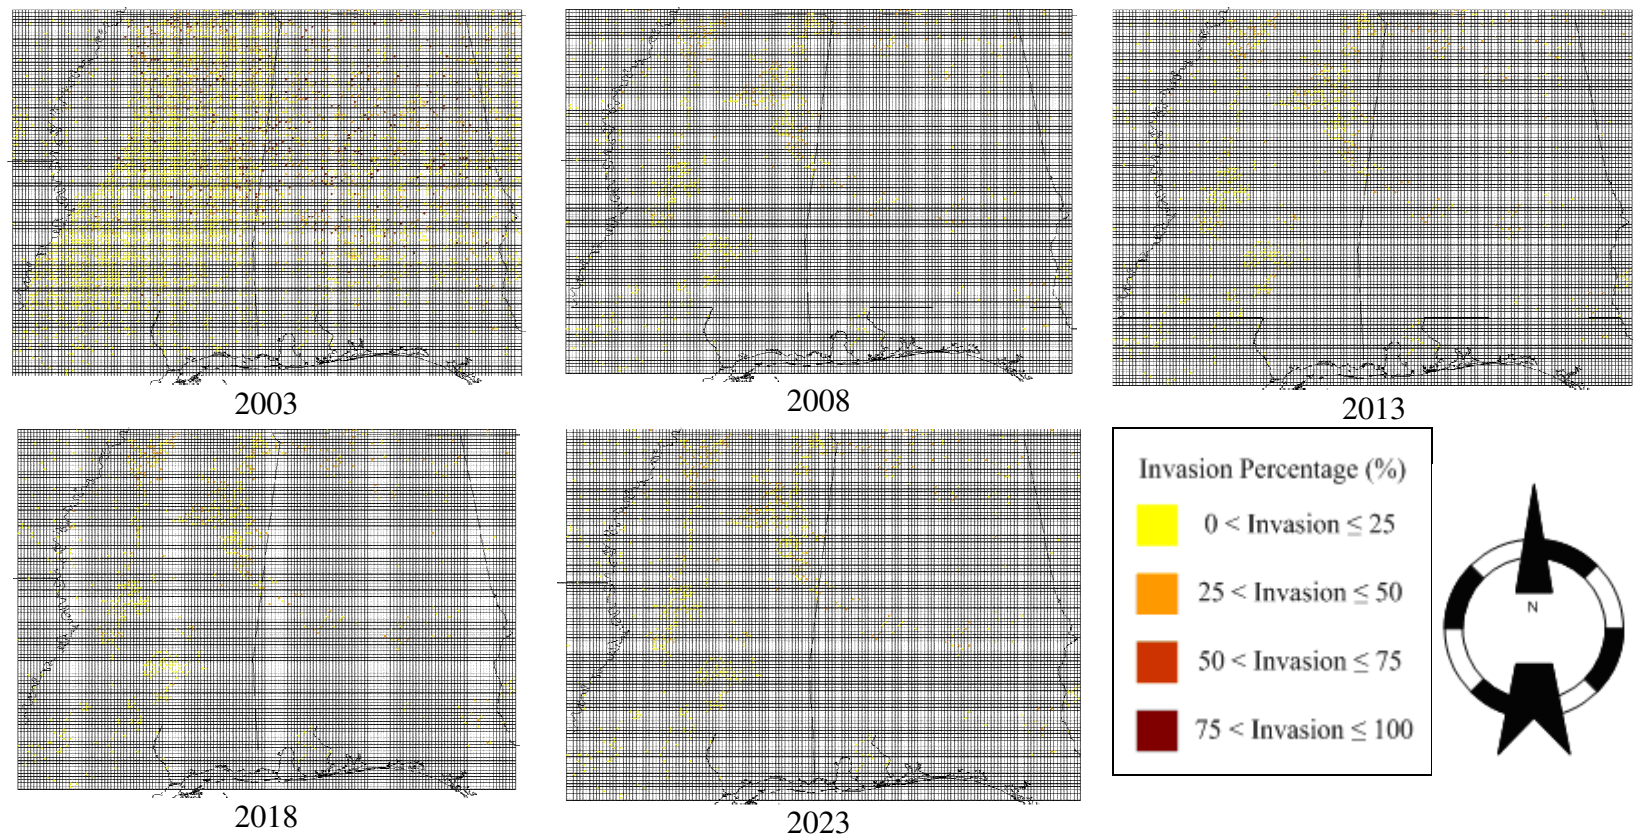 2003
2008
2013
2018
2023
Invasion Percentage (%)
0 < Invasion ≤ 25
25 < Invasion ≤ 50
50 < Invasion ≤ 75
75 < Invasion ≤ 100
N